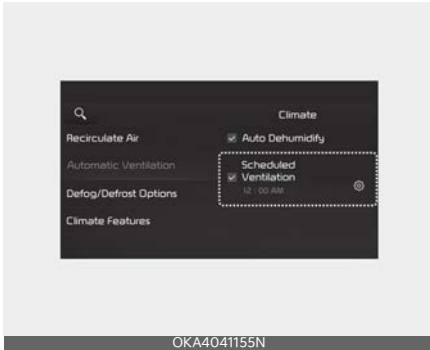 Climate
Recirculate Air
Auto Dehumidify
Automatic Ventilation
Scheduled
Ventilation
12 : 00 AM
Defog/Defrost Options
Climate Features
OKA4041155N